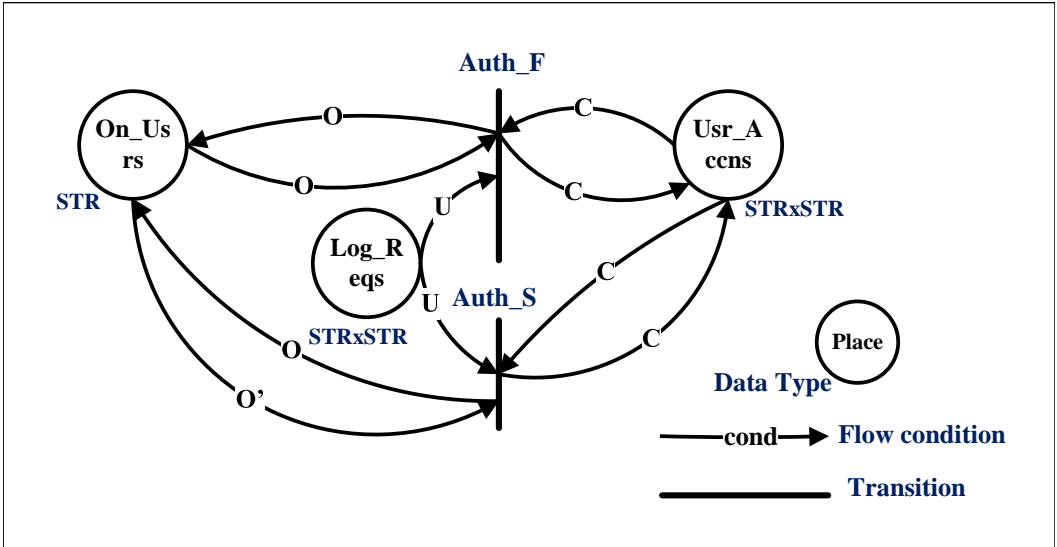 Auth_F
O
C
On_Us
rs
Usr_A
ccns
O
C
STR
U
STRxSTR
Log_R
eqs
C
U
Auth_S
STRxSTR
O
C
Place
Data Type
O’
cond
Flow condition
Transition